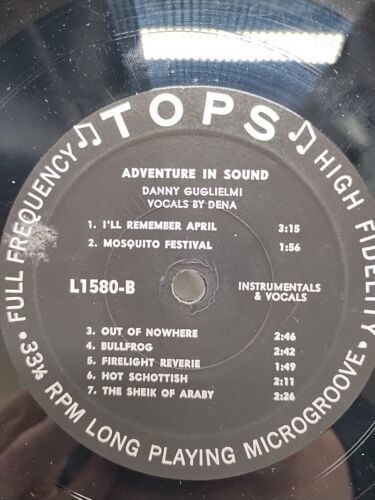 TOPS
FULL FREQUENCY
HIGH FIDELITY
ADVENTURE IN SOUND
DANNY GUGLIELMI
VOCALS BY DENA
1. I'LL REMEMBER APRIL 3:15
2. MOSQUITO FESTIVAL 1:56
L1580-B
INSTRUMENTALS
& VOCALS
3. OUT OF NOWHERE 2:46
4. BULLFROG 2:42
5. FIRELIGHT REVERIE 1:49
6. HOT SCHOTTISH 2:11
7. THE SHEIK OF ARABY 2:26
• 33⅓ RPM LONG PLAYING MICROGROOVE •